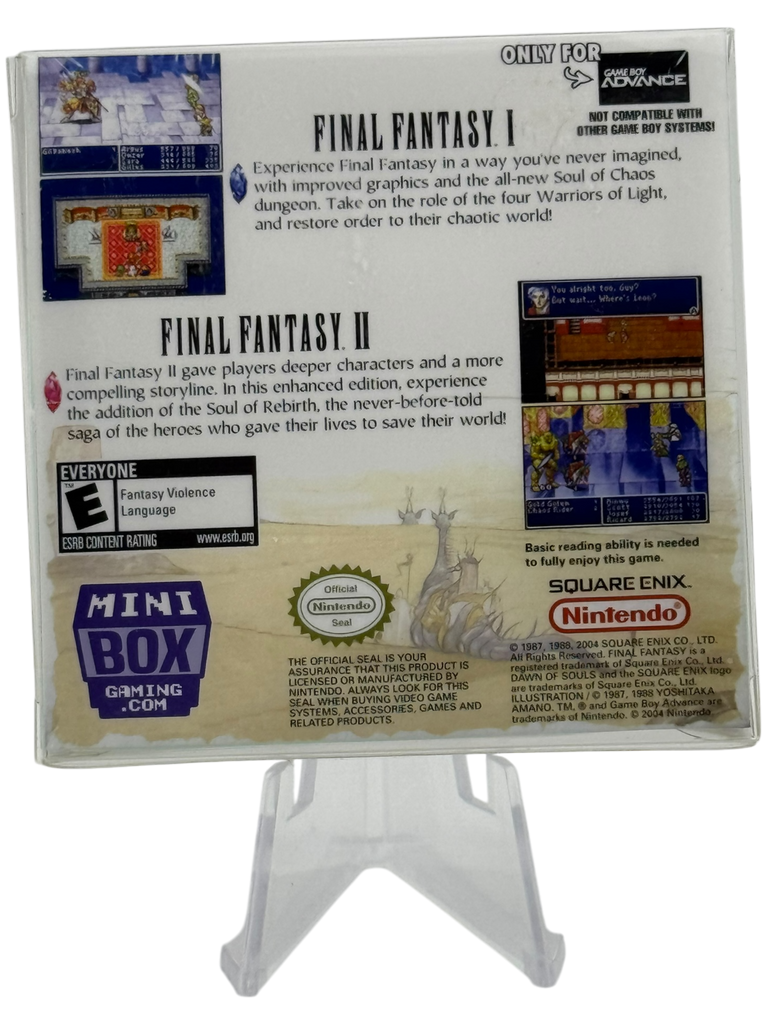 ONLY FOR
GAME BOY
ADVANCE
NOT COMPATIBLE WITH
OTHER GAME BOY SYSTEMS!
FINAL FANTASY I
Experience Final Fantasy in a way you've never imagined,
with improved graphics and the all-new Soul of Chaos
dungeon. Take on the role of the four Warriors of Light,
and restore order to their chaotic world!
You alright too, Guy?
But wait... Where's Leon?
FINAL FANTASY II
Final Fantasy II gave players deeper characters and a more
compelling storyline. In this enhanced edition, experience
the addition of the Soul of Rebirth, the never-before-told
saga of the heroes who gave their lives to save their world!
Gold Golem
Chaos Rider
Minwu
Scott
Josef
Ricard
EVERYONE
E
Fantasy Violence
Language
ESRB CONTENT RATING www.esrb.org
Basic reading ability is needed
to fully enjoy this game.
SQUARE ENIX™
Nintendo®
MINI
BOX
GAMING
.COM
Official
Nintendo
Seal
THE OFFICIAL SEAL IS YOUR
ASSURANCE THAT THIS PRODUCT IS
LICENSED OR MANUFACTURED BY
NINTENDO. ALWAYS LOOK FOR THIS
SEAL WHEN BUYING VIDEO GAME
SYSTEMS, ACCESSORIES, GAMES AND
RELATED PRODUCTS.
© 1987, 1988, 2004 SQUARE ENIX CO., LTD.
All Rights Reserved. FINAL FANTASY is a
registered trademark of Square Enix Co., Ltd.
DAWN OF SOULS and the SQUARE ENIX logo
are trademarks of Square Enix Co., Ltd.
ILLUSTRATION / © 1987, 1988 YOSHITAKA
AMANO. TM, ® and Game Boy Advance are
trademarks of Nintendo. © 2004 Nintendo.